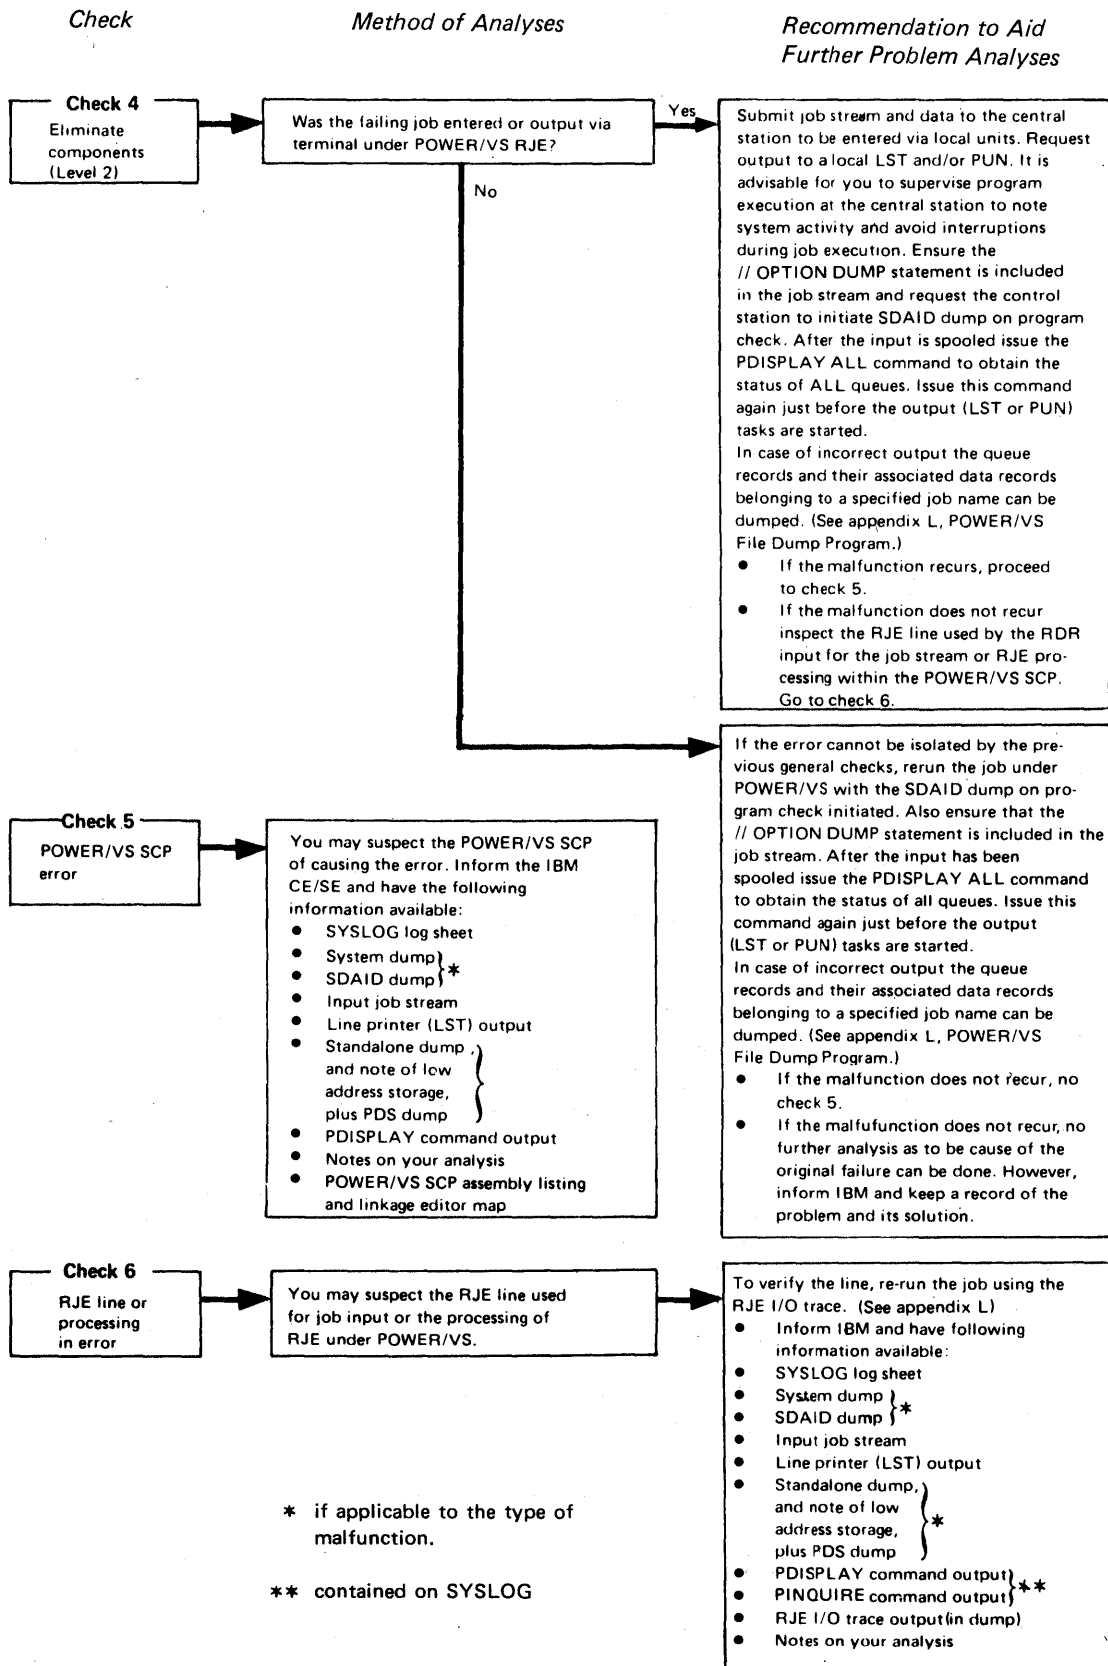 Check
Method of Analyses
Recommendation to Aid
Further Problem Analyses
Check 4
Eliminate
components
(Level 2)
Was the failing job entered or output via
terminal under POWER/VS RJE?
Yes
No
Submit job stream and data to the central
station to be entered via local units. Request
output to a local LST and/or PUN. It is
advisable for you to supervise program
execution at the central station to note
system activity and avoid interruptions
during job execution. Ensure the
// OPTION DUMP statement is included
in the job stream and request the control
station to initiate SDAID dump on program
check. After the input is spooled issue the
PDISPLAY ALL command to obtain the
status of ALL queues. Issue this command
again just before the output (LST or PUN)
tasks are started.
In case of incorrect output the queue
records and their associated data records
belonging to a specified job name can be
dumped. (See appendix L, POWER/VS
File Dump Program.)
● If the malfunction recurs, proceed
to check 5.
● If the malfunction does not recur
inspect the RJE line used by the RDR
input for the job stream or RJE pro-
cessing within the POWER/VS SCP.
Go to check 6.
If the error cannot be isolated by the pre-
vious general checks, rerun the job under
POWER/VS with the SDAID dump on pro-
gram check initiated. Also ensure that the
// OPTION DUMP statement is included in the
job stream. After the input has been
spooled issue the PDISPLAY ALL command
to obtain the status of all queues. Issue this
command again just before the output
(LST or PUN) tasks are started.
In case of incorrect output the queue
records and their associated data records
belonging to a specified job name can be
dumped. (See appendix L, POWER/VS
File Dump Program.)
● If the malfunction does not recur, no
check 5.
● If the malfufunction does not recur, no
further analysis as to be cause of the
original failure can be done. However,
inform IBM and keep a record of the
problem and its solution.
Check 5
POWER/VS SCP
error
You may suspect the POWER/VS SCP
of causing the error. Inform the IBM
CE/SE and have the following
information available:
● SYSLOG log sheet
● System dump
● SDAID dump } *
● Input job stream
● Line printer (LST) output
● Standalone dump,
and note of low
address storage,
plus PDS dump }
● PDISPLAY command output
● Notes on your analysis
● POWER/VS SCP assembly listing
and linkage editor map
Check 6
RJE line or
processing
in error
You may suspect the RJE line used
for job input or the processing of
RJE under POWER/VS.
To verify the line, re-run the job using the
RJE I/O trace. (See appendix L)
● Inform IBM and have following
information available:
● SYSLOG log sheet
● System dump
● SDAID dump } *
● Input job stream
● Line printer (LST) output
● Standalone dump,
and note of low
address storage,
plus PDS dump } *
● PDISPLAY command output
● PINQUIRE command output } **
● RJE I/O trace output(in dump)
● Notes on your analysis
* if applicable to the type of
malfunction.
** contained on SYSLOG